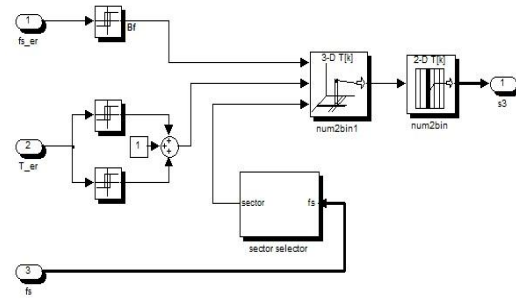 1
fs_er
Bf
3-D T[k]
num2bin1
2-D T[k]
num2bin
1
s3
2
T_er
1
+
+
+
sector
fs
sector selector
3
fs